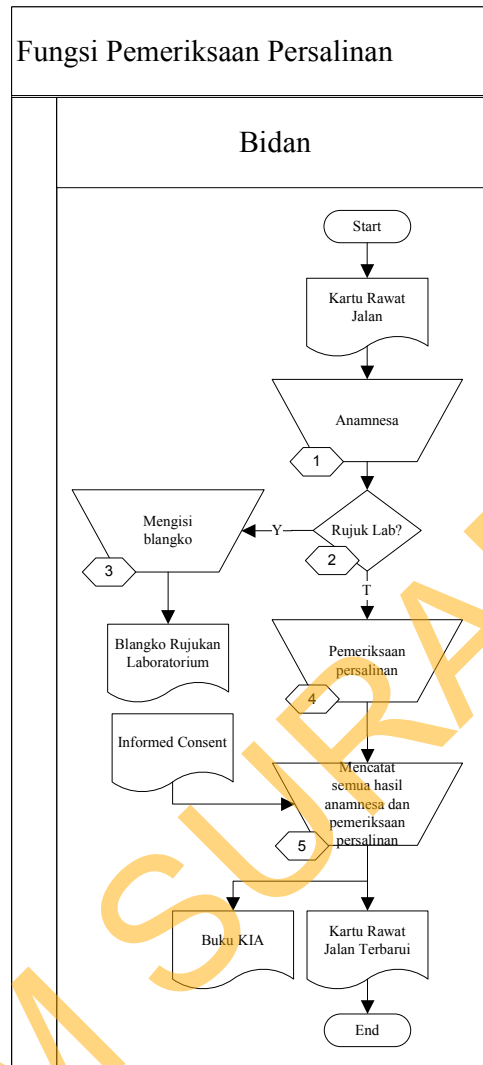 Fungsi Pemeriksaan Persalinan
Bidan
Start
Kartu Rawat
Jalan
Anamnesa
1
Rujuk Lab?
2
Y
Mengisi
blangko
3
T
Blangko Rujukan
Laboratorium
Pemeriksaan
persalinan
4
Informed Consent
Mencatat
semua hasil
anamnesa dan
pemeriksaan
persalinan
5
Buku KIA
Kartu Rawat
Jalan Terbarui
End
M SURA